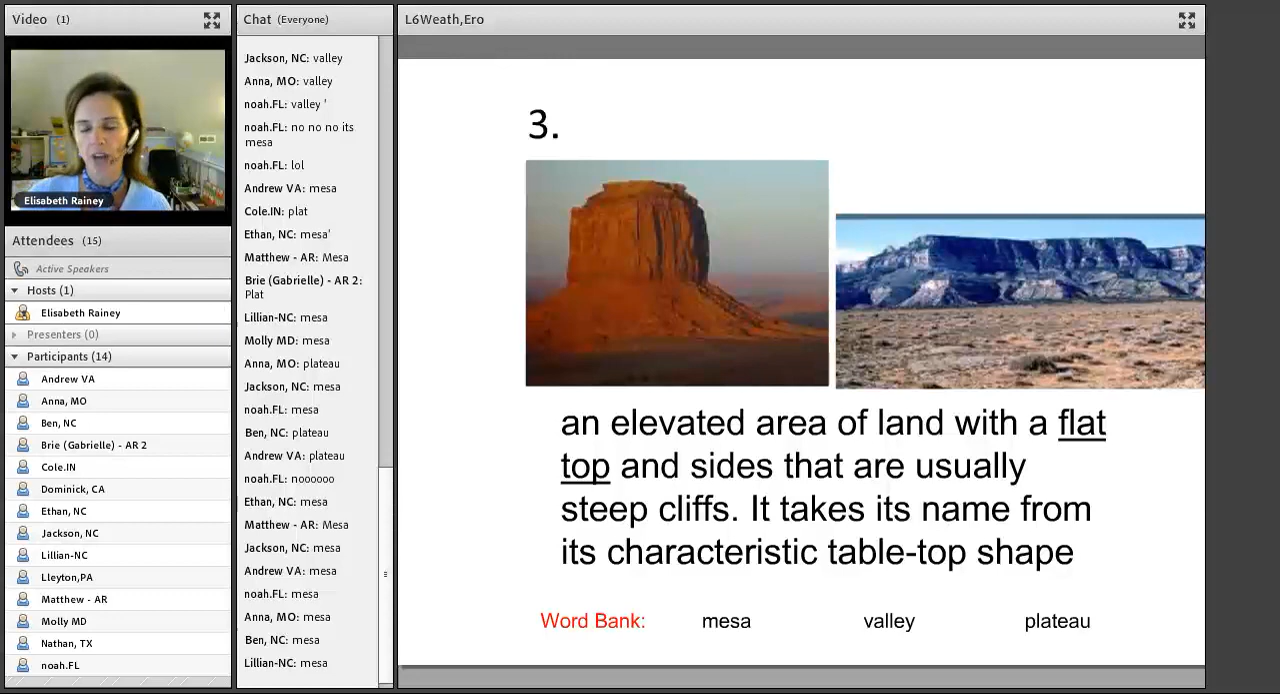 Video (1)
Elisabeth Rainey
Attendees (15)
Active Speakers
Hosts (1)
Elisabeth Rainey
Presenters (0)
Participants (14)
Andrew VA
Anna, MO
Ben, NC
Brie (Gabrielle) - AR 2
Cole.IN
Dominick, CA
Ethan, NC
Jackson, NC
Lillian-NC
Lleyton,PA
Matthew - AR
Molly MD
Nathan, TX
noah.FL
Chat (Everyone)
Jackson, NC: valley
Anna, MO: valley
noah.FL: valley '
noah.FL: no no no its
mesa
noah.FL: lol
Andrew VA: mesa
Cole.IN: plat
Ethan, NC: mesa'
Matthew - AR: Mesa
Brie (Gabrielle) - AR 2:
Plat
Lillian-NC: mesa
Molly MD: mesa
Anna, MO: plateau
Jackson, NC: mesa
noah.FL: mesa
Ben, NC: plateau
Andrew VA: plateau
noah.FL: noooooo
Ethan, NC: mesa
Matthew - AR: Mesa
Jackson, NC: mesa
Andrew VA: mesa
noah.FL: mesa
Anna, MO: mesa
Ben, NC: mesa
Lillian-NC: mesa
L6Weath,Ero
3.
an elevated area of land with a flat
top and sides that are usually
steep cliffs. It takes its name from
its characteristic table-top shape
Word Bank: mesa valley plateau